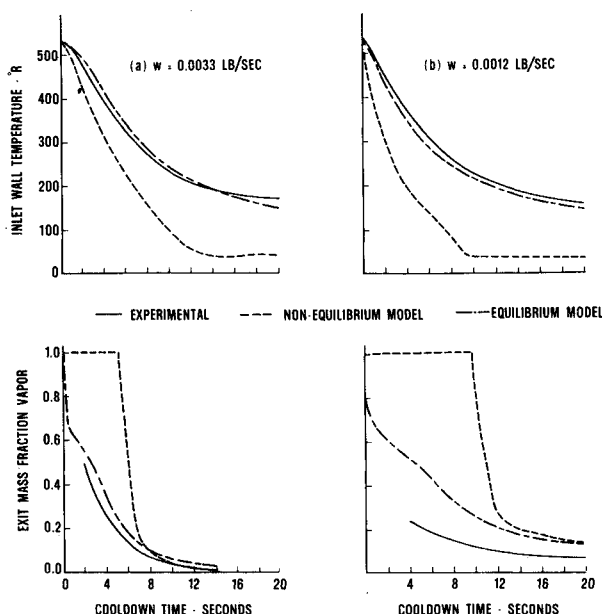 INLET WALL TEMPERATURE - °R
500
400
300
200
100
0
(a) w = 0.0033 LB/SEC
(b) w = 0.0012 LB/SEC
EXPERIMENTAL
NON-EQUILIBRIUM MODEL
EQUILIBRIUM MODEL
EXIT MASS FRACTION VAPOR
1.0
0.8
0.6
0.4
0.2
0.0
0 4 8 12 16 20
4 8 12 16 20
COOLDOWN TIME - SECONDS
COOLDOWN TIME - SECONDS